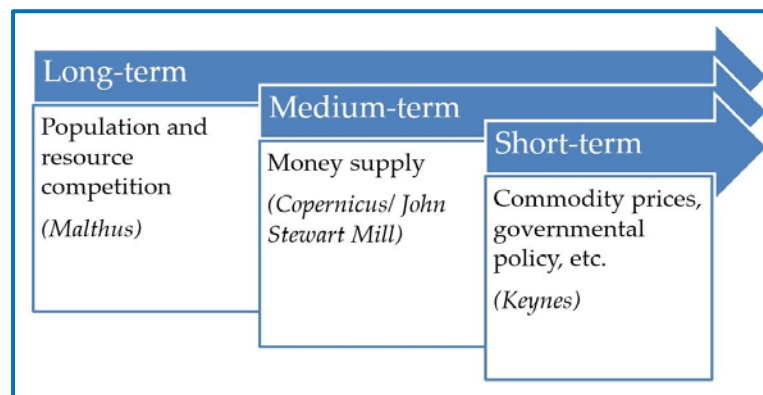 Long-term
Population and
resource
competition
(Malthus)
Medium-term
Money supply
(Copernicus/ John
Stewart Mill)
Short-term
Commodity prices,
governmental
policy, etc.
(Keynes)